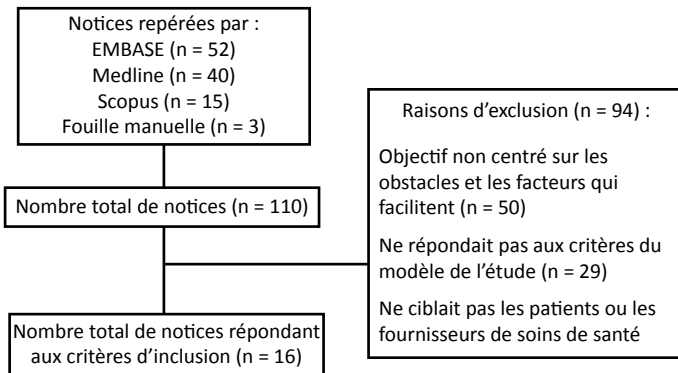 Notices repérées par :
EMBASE (n = 52)
Medline (n = 40)
Scopus (n = 15)
Fouille manuelle (n = 3)
Nombre total de notices (n = 110)
Raisons d’exclusion (n = 94) :
Objectif non centré sur les
obstacles et les facteurs qui
facilitent (n = 50)
Ne répondait pas aux critères du
modèle de l’étude (n = 29)
Ne ciblait pas les patients ou les
fournisseurs de soins de santé
Nombre total de notices répondant
aux critères d’inclusion (n = 16)